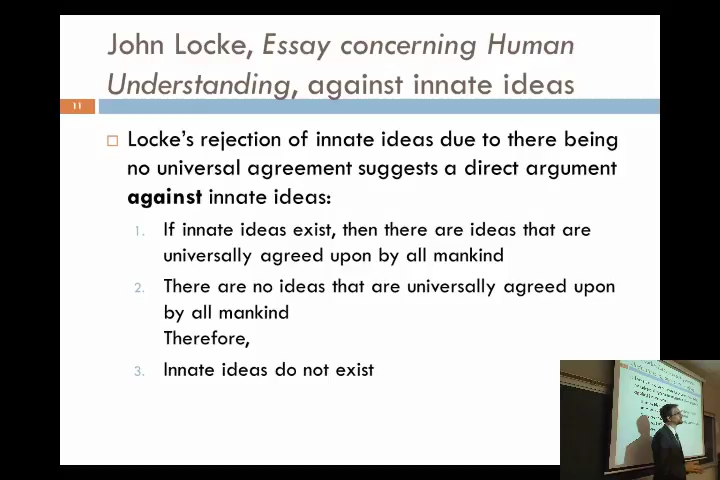 John Locke, Essay concerning Human
Understanding, against innate ideas
11
Locke's rejection of innate ideas due to there being
no universal agreement suggests a direct argument
against innate ideas:
1. If innate ideas exist, then there are ideas that are
universally agreed upon by all mankind
2. There are no ideas that are universally agreed upon
by all mankind
Therefore,
3. Innate ideas do not exist